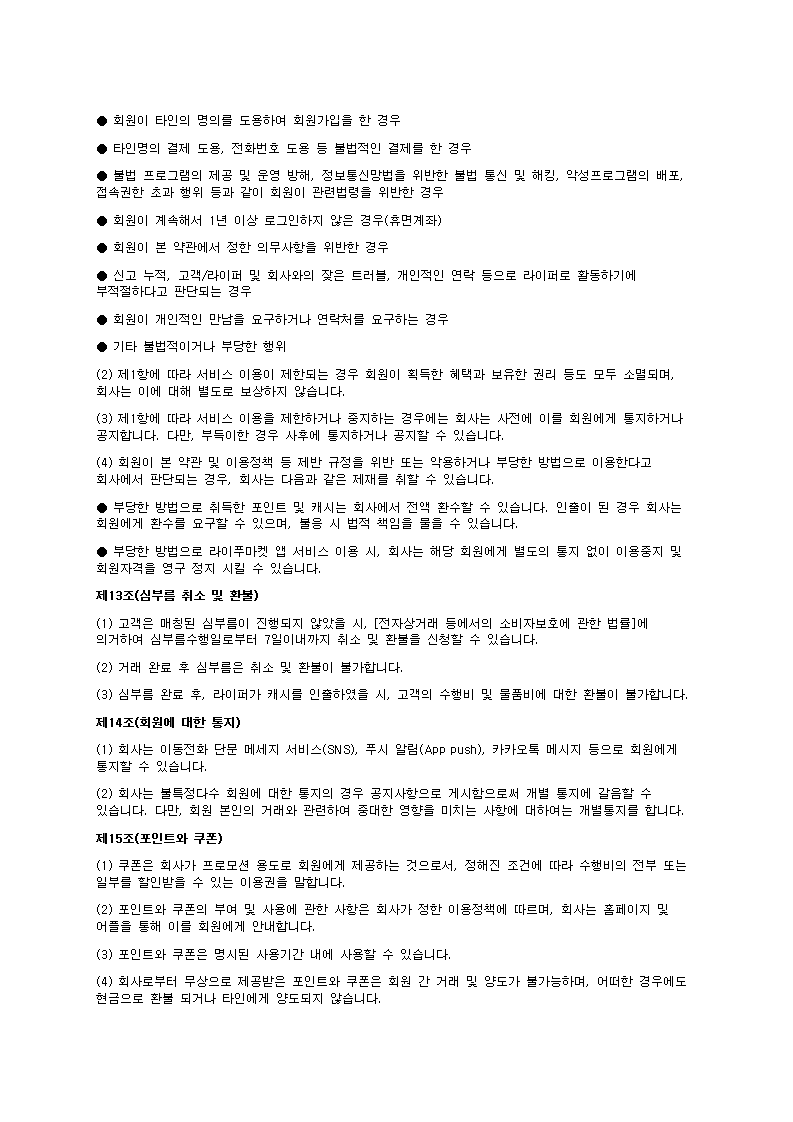 ● 회원이 타인의 명의를 도용하여 회원가입을 한 경우
● 타인명의 결제 도용, 전화번호 도용 등 불법적인 결제를 한 경우
● 불법 프로그램의 제공 및 운영 방해, 정보통신망법을 위반한 불법 통신 및 해킹, 악성프로그램의 배포,
접속권한 초과 행위 등과 같이 회원이 관련법령을 위반한 경우
● 회원이 계속해서 1년 이상 로그인하지 않은 경우(휴면계좌)
● 회원이 본 약관에서 정한 의무사항을 위반한 경우
● 신고 누적, 고객/라이퍼 및 회사와의 잦은 트러블, 개인적인 연락 등으로 라이퍼로 활동하기에
부적절하다고 판단되는 경우
● 회원이 개인적인 만남을 요구하거나 연락처를 요구하는 경우
● 기타 불법적이거나 부당한 행위
(2) 제1항에 따라 서비스 이용이 제한되는 경우 회원이 획득한 혜택과 보유한 권리 등도 모두 소멸되며,
회사는 이에 대해 별도로 보상하지 않습니다.
(3) 제1항에 따라 서비스 이용을 제한하거나 중지하는 경우에는 회사는 사전에 이를 회원에게 통지하거나
공지합니다. 다만, 부득이한 경우 사후에 통지하거나 공지할 수 있습니다.
(4) 회원이 본 약관 및 이용정책 등 제반 규정을 위반 또는 악용하거나 부당한 방법으로 이용한다고
회사에서 판단되는 경우, 회사는 다음과 같은 제재를 취할 수 있습니다.
● 부당한 방법으로 취득한 포인트 및 캐시는 회사에서 전액 환수할 수 있습니다. 인출이 된 경우 회사는
회원에게 환수를 요구할 수 있으며, 불응 시 법적 책임을 물을 수 있습니다.
● 부당한 방법으로 라이푸마켓 앱 서비스 이용 시, 회사는 해당 회원에게 별도의 통지 없이 이용중지 및
회원자격을 영구 정지 시킬 수 있습니다.
제13조(심부름 취소 및 환불)
(1) 고객은 매칭된 심부름이 진행되지 않았을 시, [전자상거래 등에서의 소비자보호에 관한 법률]에
의거하여 심부름수행일로부터 7일이내까지 취소 및 환불을 신청할 수 있습니다.
(2) 거래 완료 후 심부름은 취소 및 환불이 불가합니다.
(3) 심부름 완료 후, 라이퍼가 캐시를 인출하였을 시, 고객의 수행비 및 물품비에 대한 환불이 불가합니다.
제14조(회원에 대한 통지)
(1) 회사는 이동전화 단문 메세지 서비스(SNS), 푸시 알림(App push), 카카오톡 메시지 등으로 회원에게
통지할 수 있습니다.
(2) 회사는 불특정다수 회원에 대한 통지의 경우 공지사항으로 게시함으로써 개별 통지에 갈음할 수
있습니다. 다만, 회원 본인의 거래와 관련하여 중대한 영향을 미치는 사항에 대하여는 개별통지를 합니다.
제15조(포인트와 쿠폰)
(1) 쿠폰은 회사가 프로모션 용도로 회원에게 제공하는 것으로서, 정해진 조건에 따라 수행비의 전부 또는
일부를 할인받을 수 있는 이용권을 말합니다.
(2) 포인트와 쿠폰의 부여 및 사용에 관한 사항은 회사가 정한 이용정책에 따르며, 회사는 홈페이지 및
어플을 통해 이를 회원에게 안내합니다.
(3) 포인트와 쿠폰은 명시된 사용기간 내에 사용할 수 있습니다.
(4) 회사로부터 무상으로 제공받은 포인트와 쿠폰은 회원 간 거래 및 양도가 불가능하며, 어떠한 경우에도
현금으로 환불 되거나 타인에게 양도되지 않습니다.